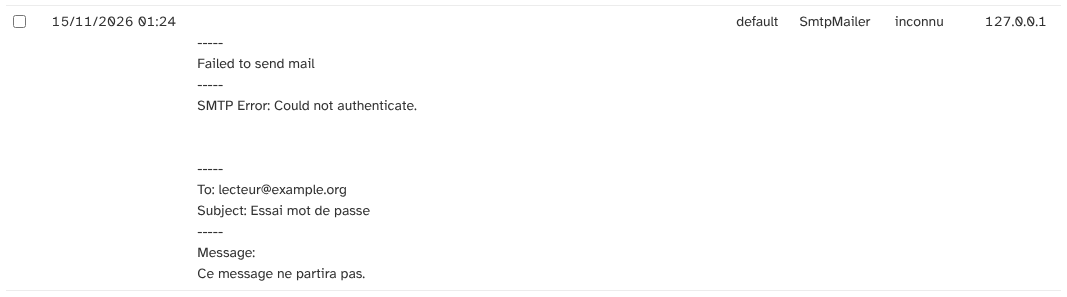 15/11/2026 01:24 default SmtpMailer inconnu 127.0.0.1
-----
Failed to send mail
-----
SMTP Error: Could not authenticate.
-----
To: lecteur@example.org
Subject: Essai mot de passe
-----
Message:
Ce message ne partira pas.